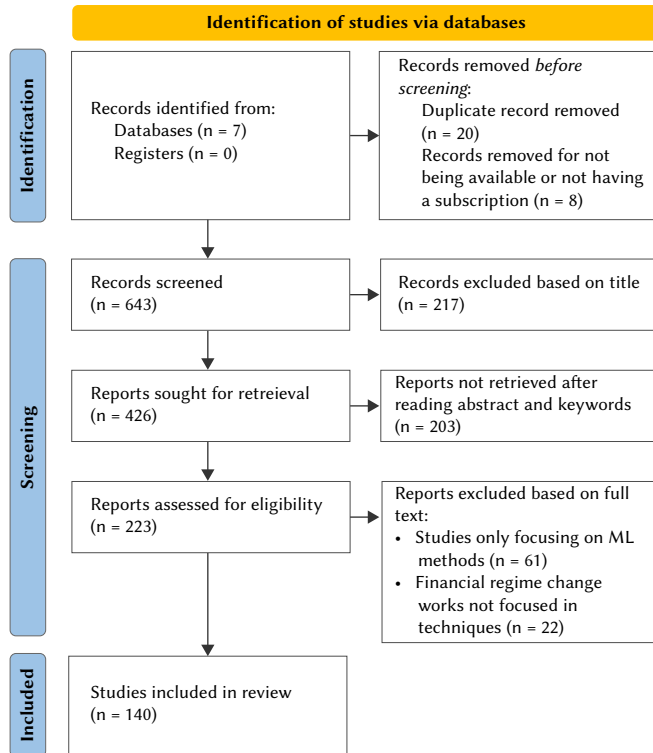 Identification of studies via databases
Identification
Records identified from:
Databases (n = 7)
Registers (n = 0)
Records removed before
screening:
Duplicate record removed
(n = 20)
Records removed for not
being available or not having
a subscription (n = 8)
Screening
Records screened
(n = 643)
Records excluded based on title
(n = 217)
Reports sought for retreieval
(n = 426)
Reports not retrieved after
reading abstract and keywords
(n = 203)
Reports assessed for eligibility
(n = 223)
Reports excluded based on full
text:
• Studies only focusing on ML
methods (n = 61)
• Financial regime change
works not focused in
techniques (n = 22)
Included
Studies included in review
(n = 140)